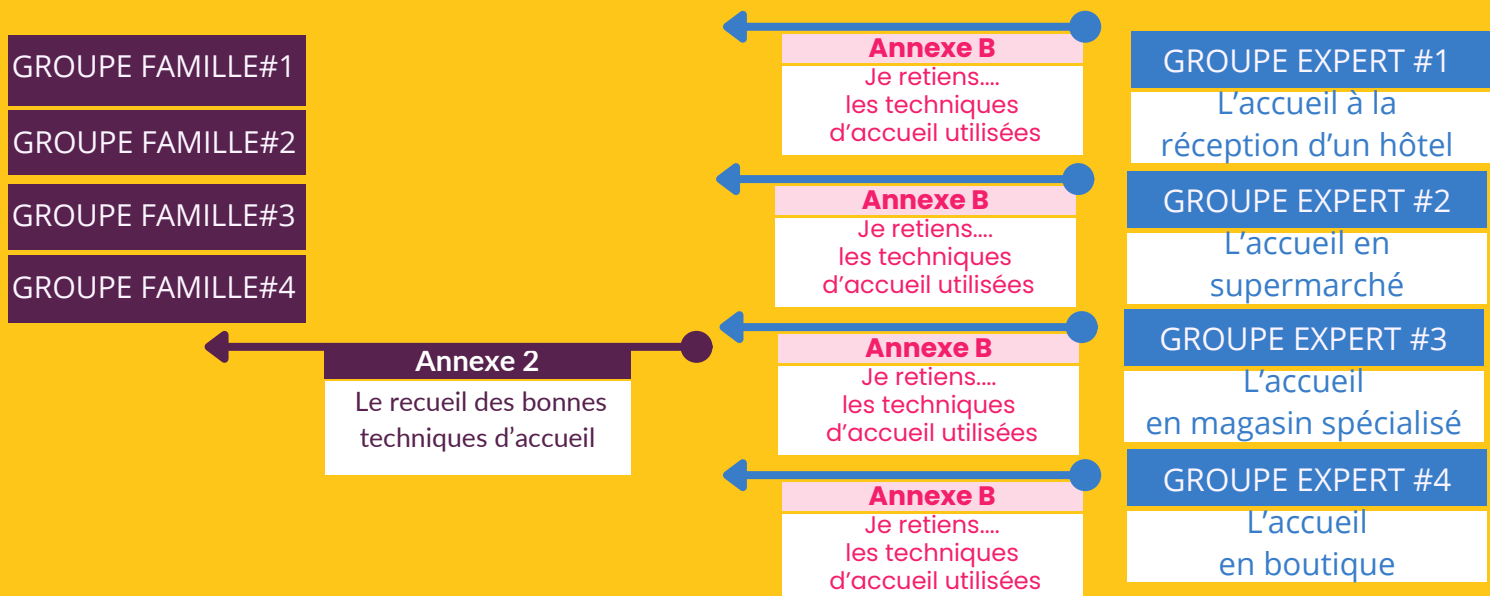 GROUPE FAMILLE#1
GROUPE FAMILLE#2
GROUPE FAMILLE#3
GROUPE FAMILLE#4
Annexe 2
Le recueil des bonnes
techniques d'accueil
Annexe B
Je retiens....
les techniques
d'accueil utilisées
Annexe B
Je retiens....
les techniques
d'accueil utilisées
Annexe B
Je retiens....
les techniques
d'accueil utilisées
Annexe B
Je retiens....
les techniques
d'accueil utilisées
GROUPE EXPERT #1
L'accueil à la
réception d'un hôtel
GROUPE EXPERT #2
L'accueil en
supermarché
GROUPE EXPERT #3
L'accueil
en magasin spécialisé
GROUPE EXPERT #4
L'accueil
en boutique